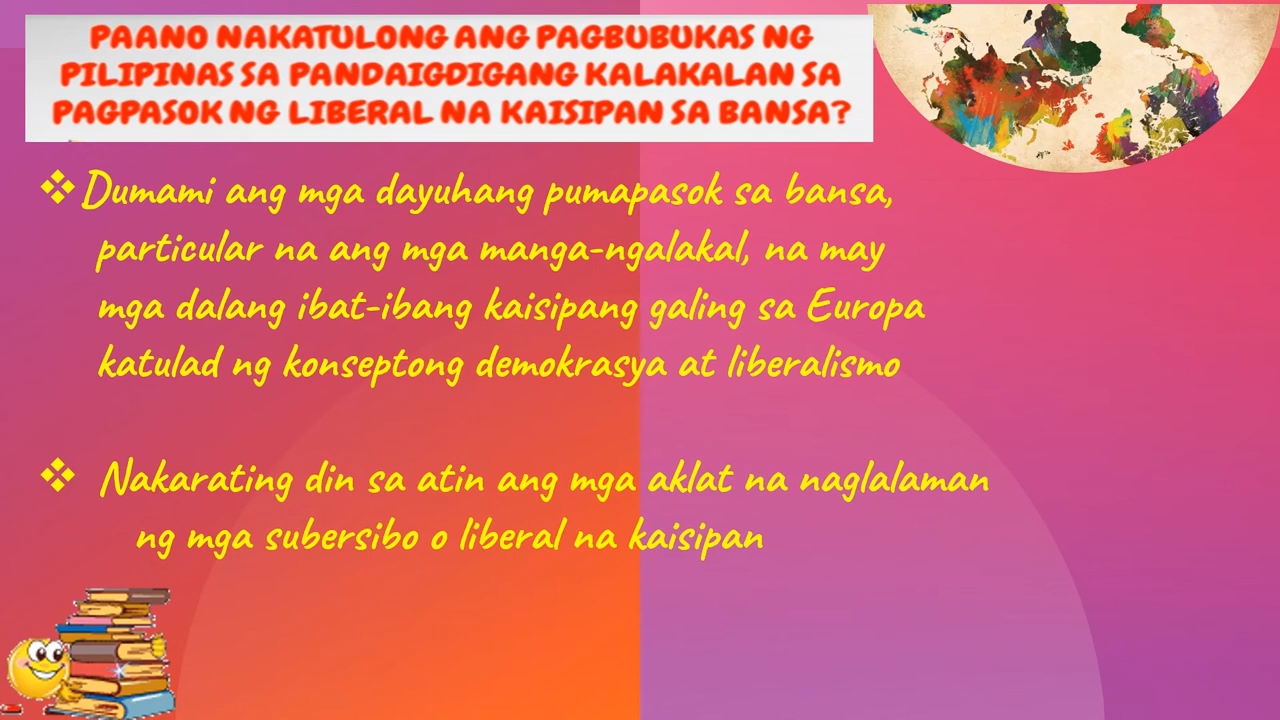 PAANO NAKATULONG ANG PAGBUBUKAS NG
PILIPINAS SA PANDAIGDIGANG KALAKALAN SA
PAGPASOK NG LIBERAL NA KAISIPAN SA BANSA?
❖Dumami ang mga dayuhang pumapasok sa bansa,
particular na ang mga manga-ngalakal, na may
mga dalang ibat-ibang kaisipang galing sa Europa
katulad ng konseptong demokrasya at liberalismo
❖ Nakarating din sa atin ang mga aklat na naglalaman
ng mga subersibo o liberal na kaisipan